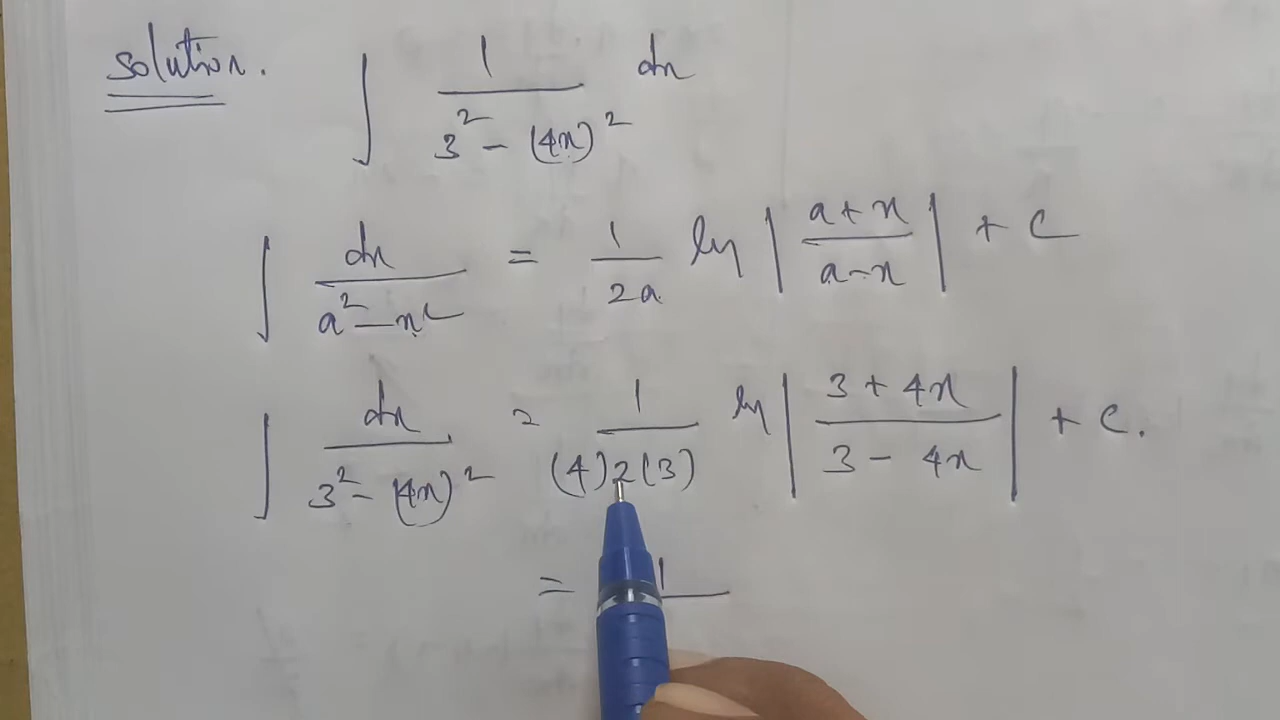 solution. ∫ 1/(3² - (4x)²) dx
∫ dx/(a² - x²) = 1/(2a) ln |(a+x)/(a-x)| + c
∫ dx/(3² - (4x)²) = 1/((4)2(3)) ln |(3 + 4x)/(3 - 4x)| + c.
= 1/